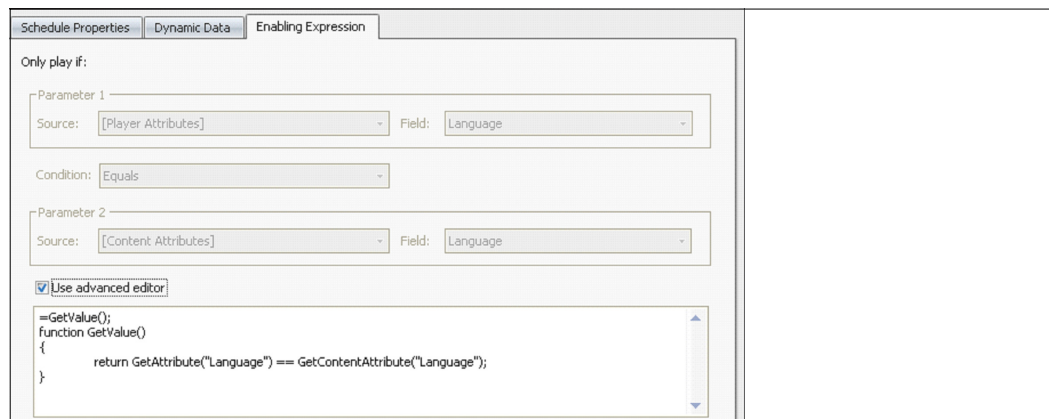 Schedule Properties Dynamic Data Enabling Expression
Only play if:
Parameter 1
Source: [Player Attributes] Field: Language
Condition: Equals
Parameter 2
Source: [Content Attributes] Field: Language
Use advanced editor
=GetValue();
function GetValue()
{
return GetAttribute("Language") == GetContentAttribute("Language");
}